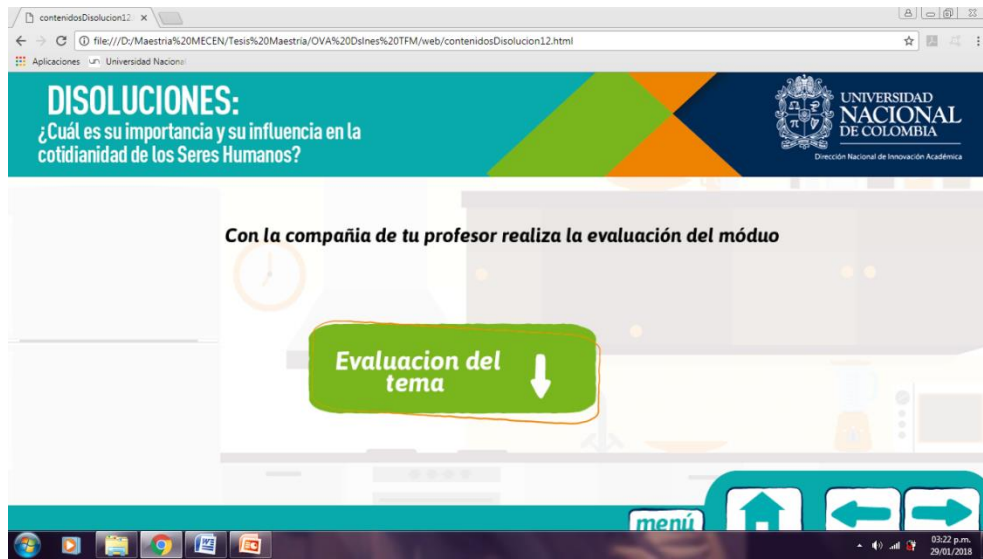 contenidosDisolucion12.
file:///D:/Maestria%20MECEN/Tesis%20Maestria/OVA%20DsInes%20TFM/web/contenidosDisolucion12.html
Aplicaciones
Universidad Nacional
DISOLUCIONES:
¿Cuál es su importancia y su influencia en la
cotidianidad de los Seres Humanos?
UNIVERSIDAD
NACIONAL
DE COLOMBIA
Dirección Nacional de Innovación Académica
Con la compañia de tu profesor realiza la evaluación del móduo
Evaluacion del
tema
menú
03:22 p.m.
29/01/2018